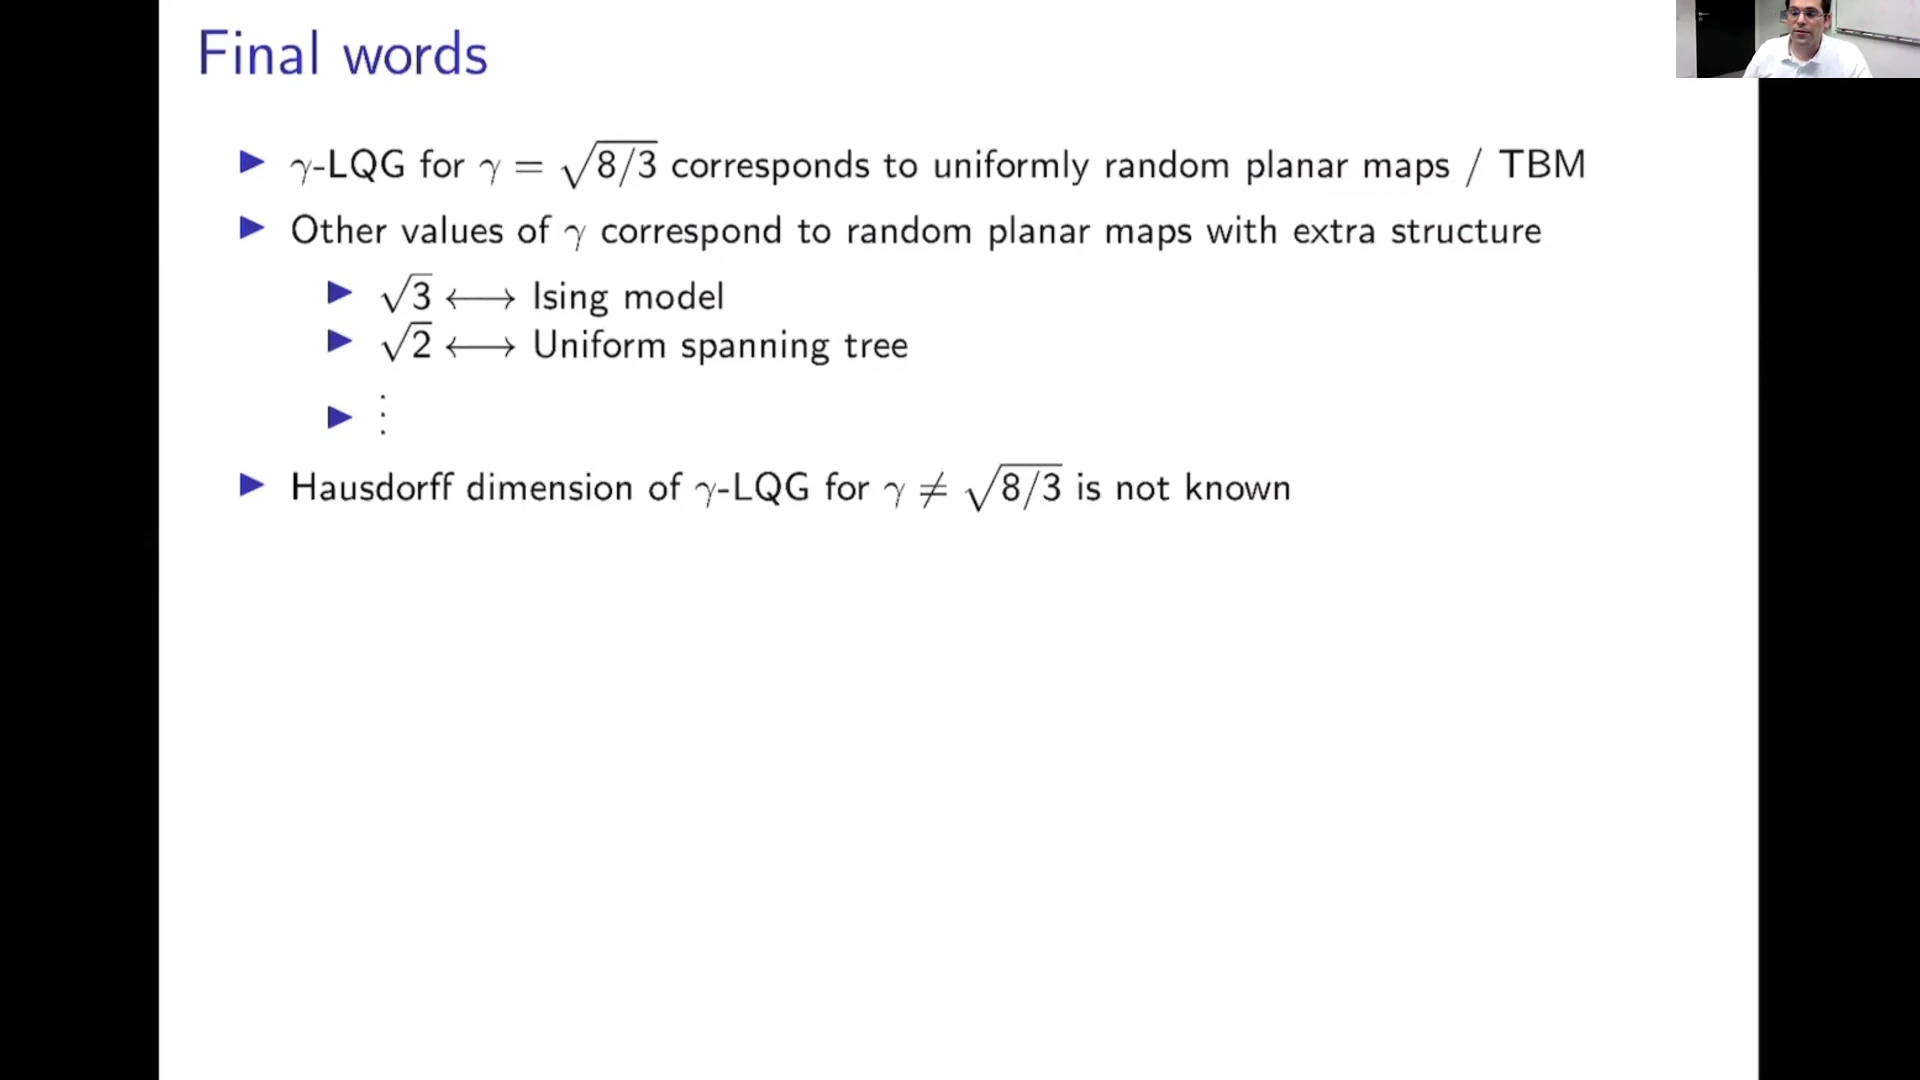 Final words
▶ γ-LQG for γ = √8/3 corresponds to uniformly random planar maps / TBM
▶ Other values of γ correspond to random planar maps with extra structure
▶ √3 ⟷ Ising model
▶ √2 ⟷ Uniform spanning tree
▶ ⋮
▶ Hausdorff dimension of γ-LQG for γ ≠ √8/3 is not known